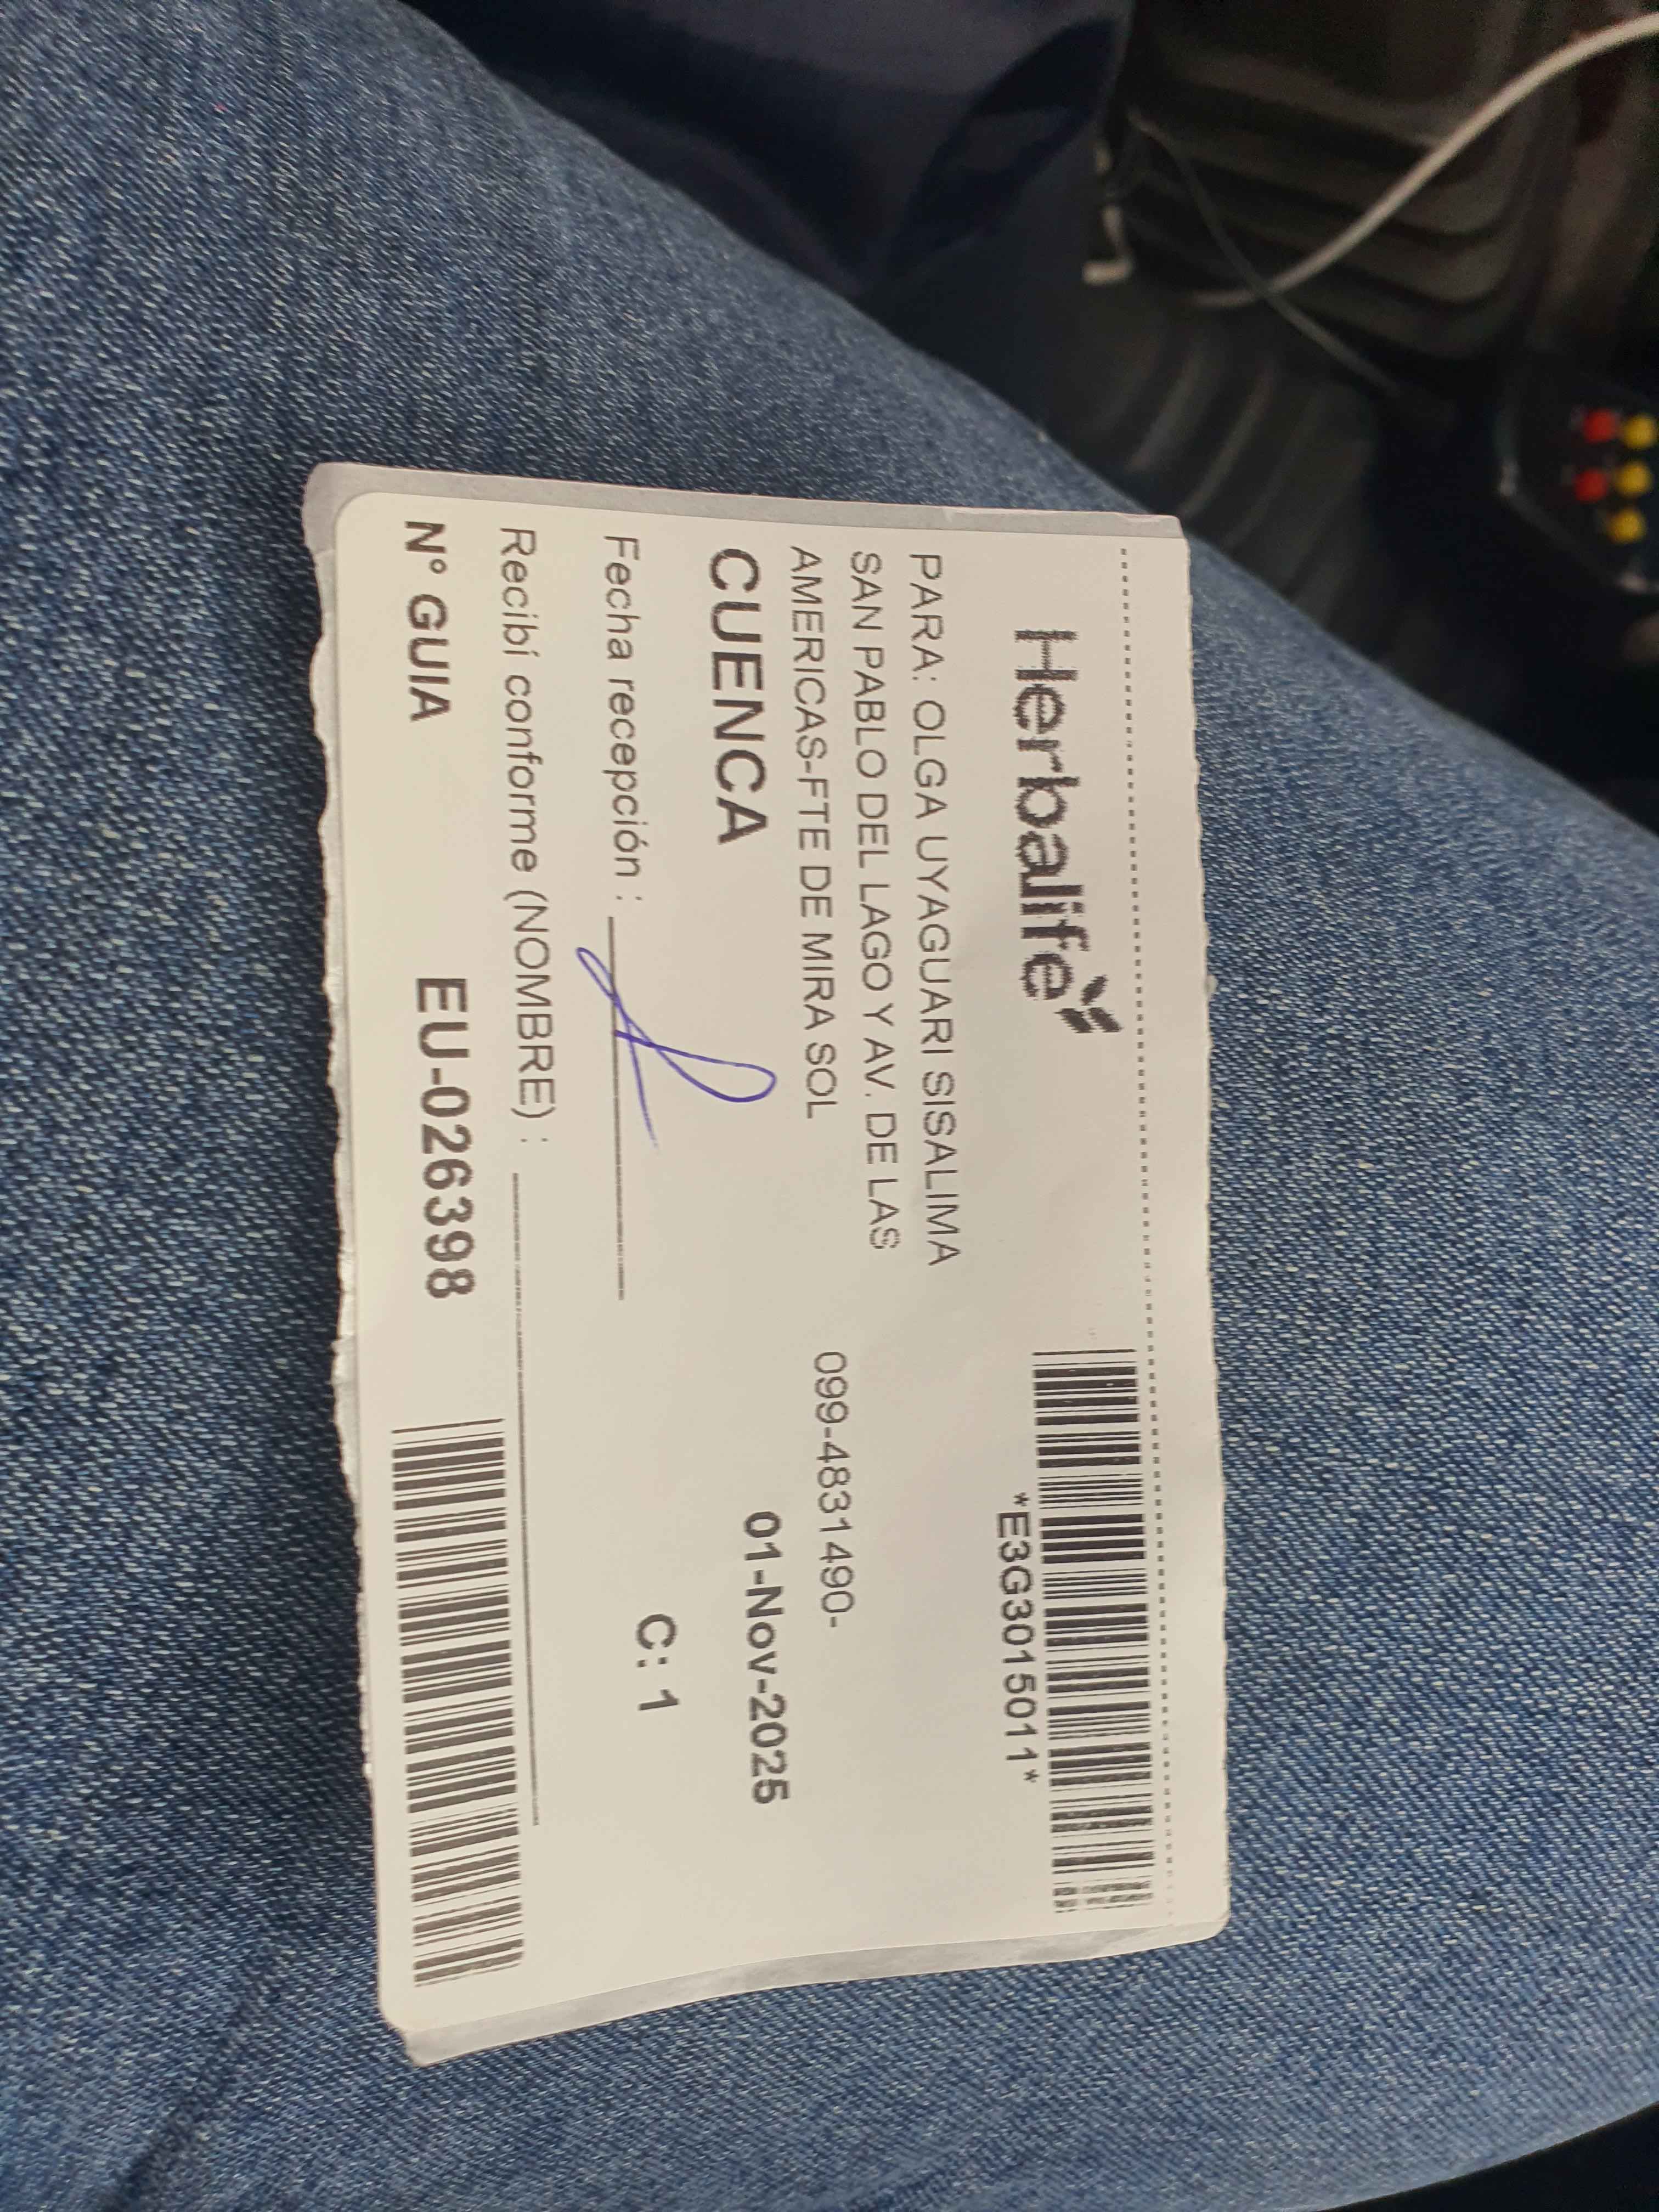 Herbalife
*E3G3015011*
PARA: OLGA UYAGUARI SISALIMA
SAN PABLO DEL LAGO Y AV. DE LAS
AMERICAS-FTE DE MIRA SOL
099-4831490-
CUENCA
01-Nov-2025
Fecha recepción :
C: 1
Recibí conforme (NOMBRE) :
N° GUIA EU-026398